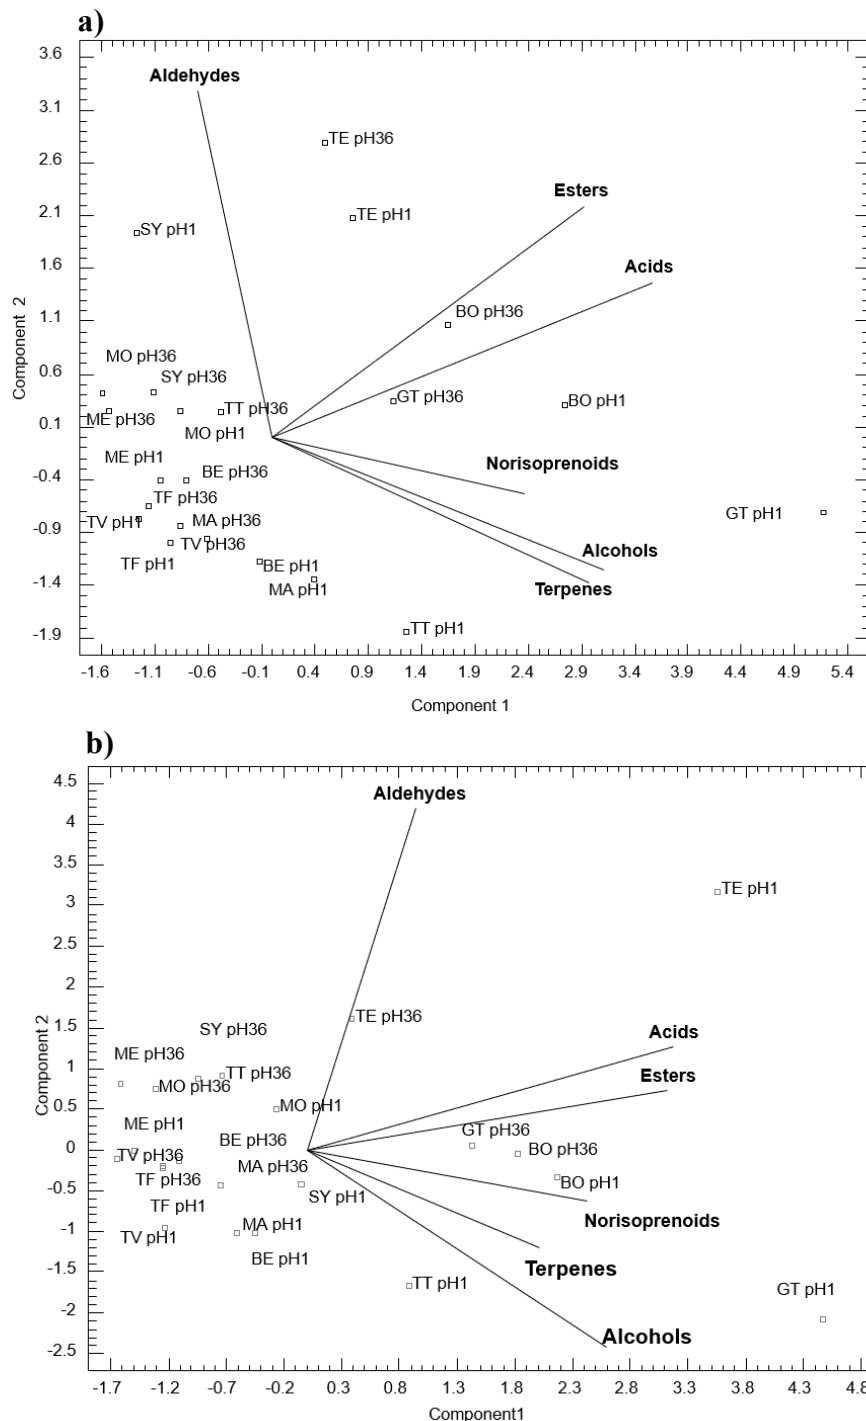 a)
3.6
Aldehydes
3.1
TE pH36
2.6
Esters
2.1
TE pH1
SY pH1
1.6
Acids
1.1
BO pH36
MO pH36
0.6
SY pH36
GT pH36
BO pH1
TT pH36
0.1
ME pH36
MO pH1
ME pH1
BE pH36
Norisoprenoids
-0.4
TF pH36
GT pH1
TV pH1
MA pH36
-0.9
TV pH36
Alcohols
TF pH1
BE pH1
-1.4
MA pH1
Terpenes
TT pH1
-1.9
Component 2
-1.6 -1.1 -0.6 -0.1 0.4 0.9 1.4 1.9 2.4 2.9 3.4 3.9 4.4 4.9 5.4
Component 1
b)
4.5
Aldehydes
4
3.5
TE pH1
3
2.5
2
TE pH36
1.5
SY pH36
Acids
ME pH36
1
TT pH36
Esters
MO pH36
0.5
MO pH1
ME pH1
GT pH36
BE pH36
BO pH36
0
TV pH36
MA pH36
BO pH1
TF pH36
-0.5
SY pH1
TF pH1
Norisoprenoids
MA pH1
-1
TV pH1
BE pH1
Terpenes
-1.5
TT pH1
GT pH1
-2
Alcohols
-2.5
Component 2
-1.7 -1.2 -0.7 -0.2 0.3 0.8 1.3 1.8 2.3 2.8 3.3 3.8 4.3 4.8
Component1